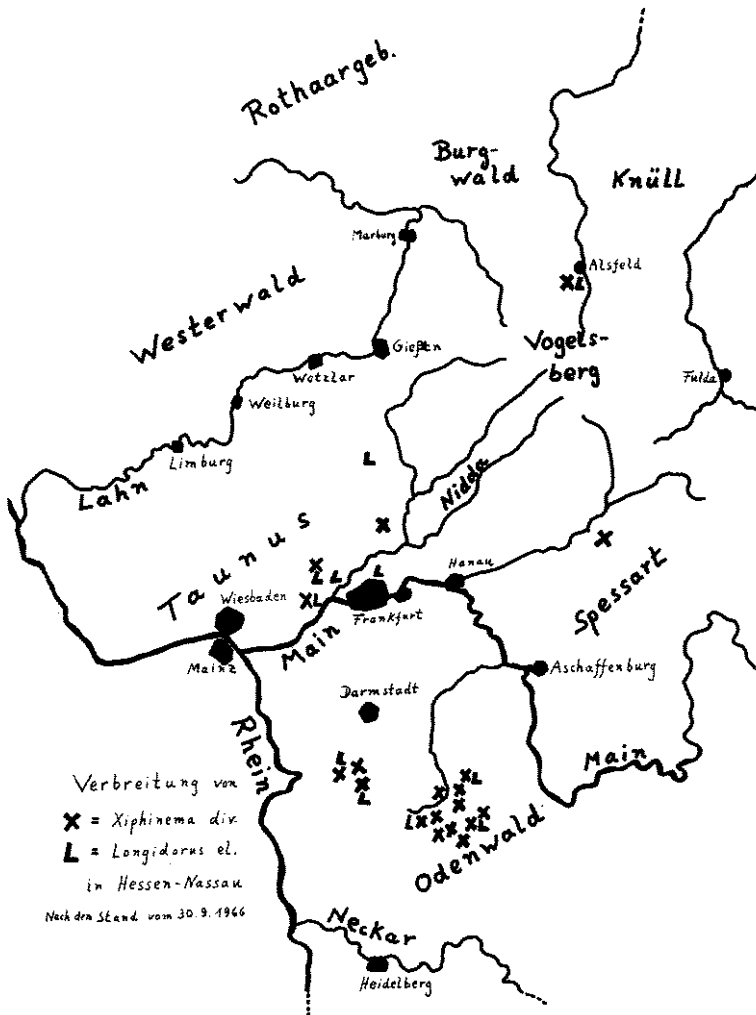 Rothaargeb.
Burg-
wald
Knüll
Marburg
Alsfeld
Westerwald
Gießen
Vogels-
berg
Wetzlar
Fulda
Weilburg
Limburg
L
Lahn
Nidda
X
X
Taunus
X
L L L
Hanau
Wiesbaden
X L
Frankfurt
Spessart
Main
Mainz
Aschaffenburg
Darmstadt
Rhein
Main
X L
L
X X
X
L
X L
X X
X
L X X X X L
X X X
Odenwald
Verbreitung von
X = Xiphinema div.
L = Longidorus el.
in Hessen-Nassau
Nach den Stand vom 30.9.1966
Neckar
Heidelberg